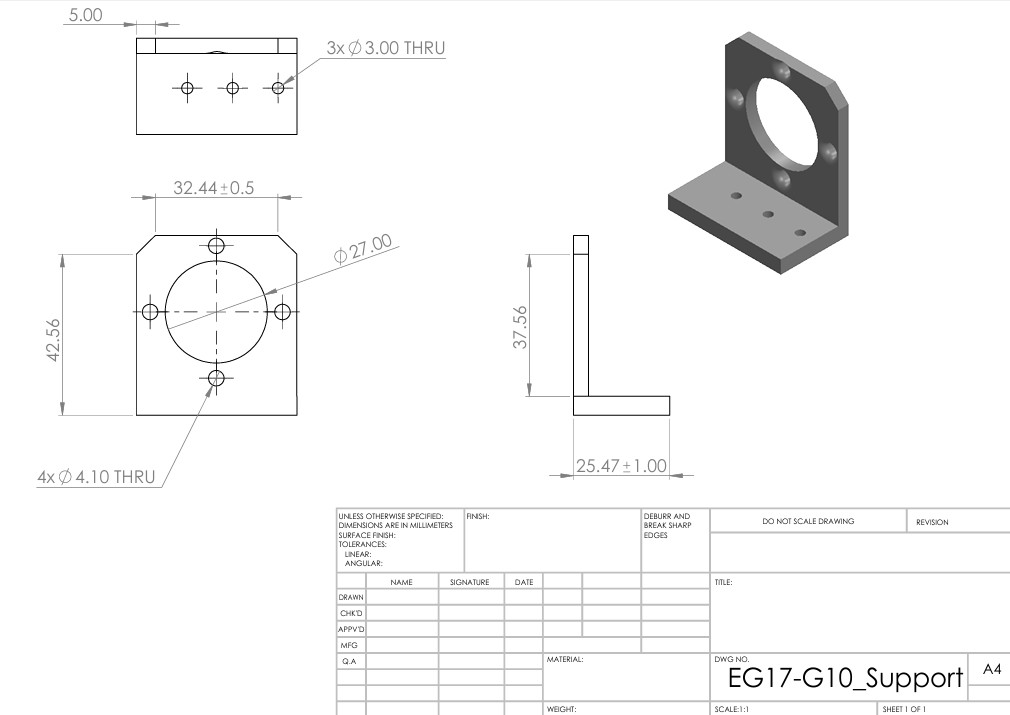 5.00
3x ∅ 3.00 THRU
32.44±0.5
∅ 27.00
42.56
37.56
4x ∅ 4.10 THRU
25.47±1.00
UNLESS OTHERWISE SPECIFIED:
DIMENSIONS ARE IN MILLIMETERS
SURFACE FINISH:
TOLERANCES:
LINEAR:
ANGULAR:
FINISH:
DEBURR AND
BREAK SHARP
EDGES
DO NOT SCALE DRAWING
REVISION
NAME
SIGNATURE
DATE
TITLE:
DRAWN
CHK'D
APPV'D
MFG
Q.A
MATERIAL:
DWG NO.
EG17-G10_Support
A4
WEIGHT:
SCALE:1:1
SHEET 1 OF 1